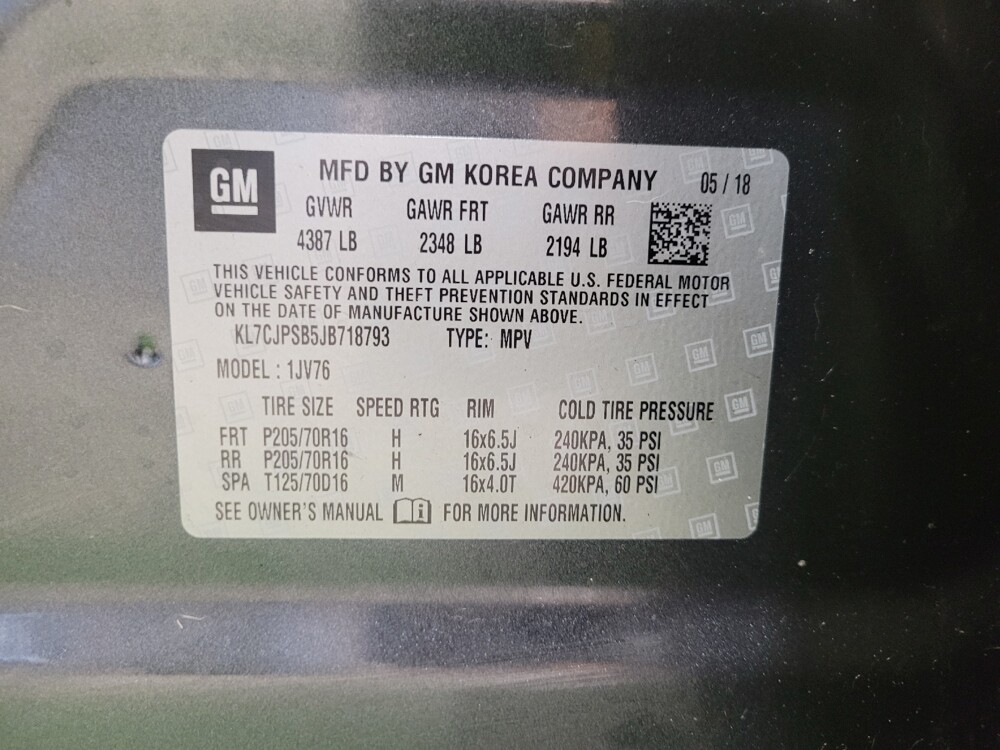 GM
MFD BY GM KOREA COMPANY 05 / 18
GVWR GAWR FRT GAWR RR
4387 LB 2348 LB 2194 LB
THIS VEHICLE CONFORMS TO ALL APPLICABLE U.S. FEDERAL MOTOR
VEHICLE SAFETY AND THEFT PREVENTION STANDARDS IN EFFECT
ON THE DATE OF MANUFACTURE SHOWN ABOVE.
KL7CJPSB5JB718793 TYPE: MPV
MODEL : 1JV76
TIRE SIZE SPEED RTG RIM COLD TIRE PRESSURE
FRT P205/70R16 H 16x6.5J 240KPA, 35 PSI
RR P205/70R16 H 16x6.5J 240KPA, 35 PSI
SPA T125/70D16 M 16x4.0T 420KPA, 60 PSI
SEE OWNER'S MANUAL i FOR MORE INFORMATION.